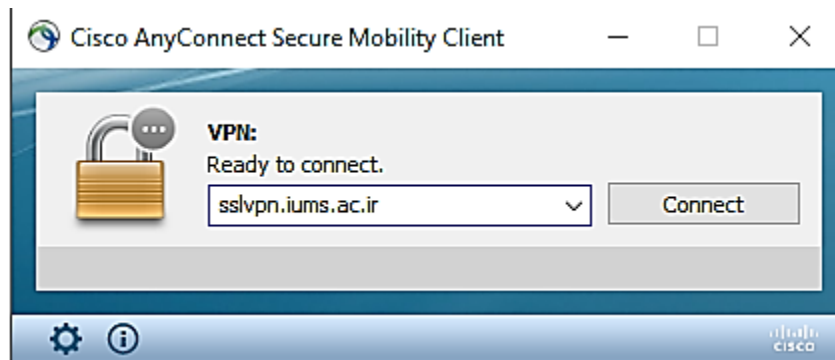 Cisco AnyConnect Secure Mobility Client
VPN:
Ready to connect.
sslvpn.iums.ac.ir
Connect
CISCO